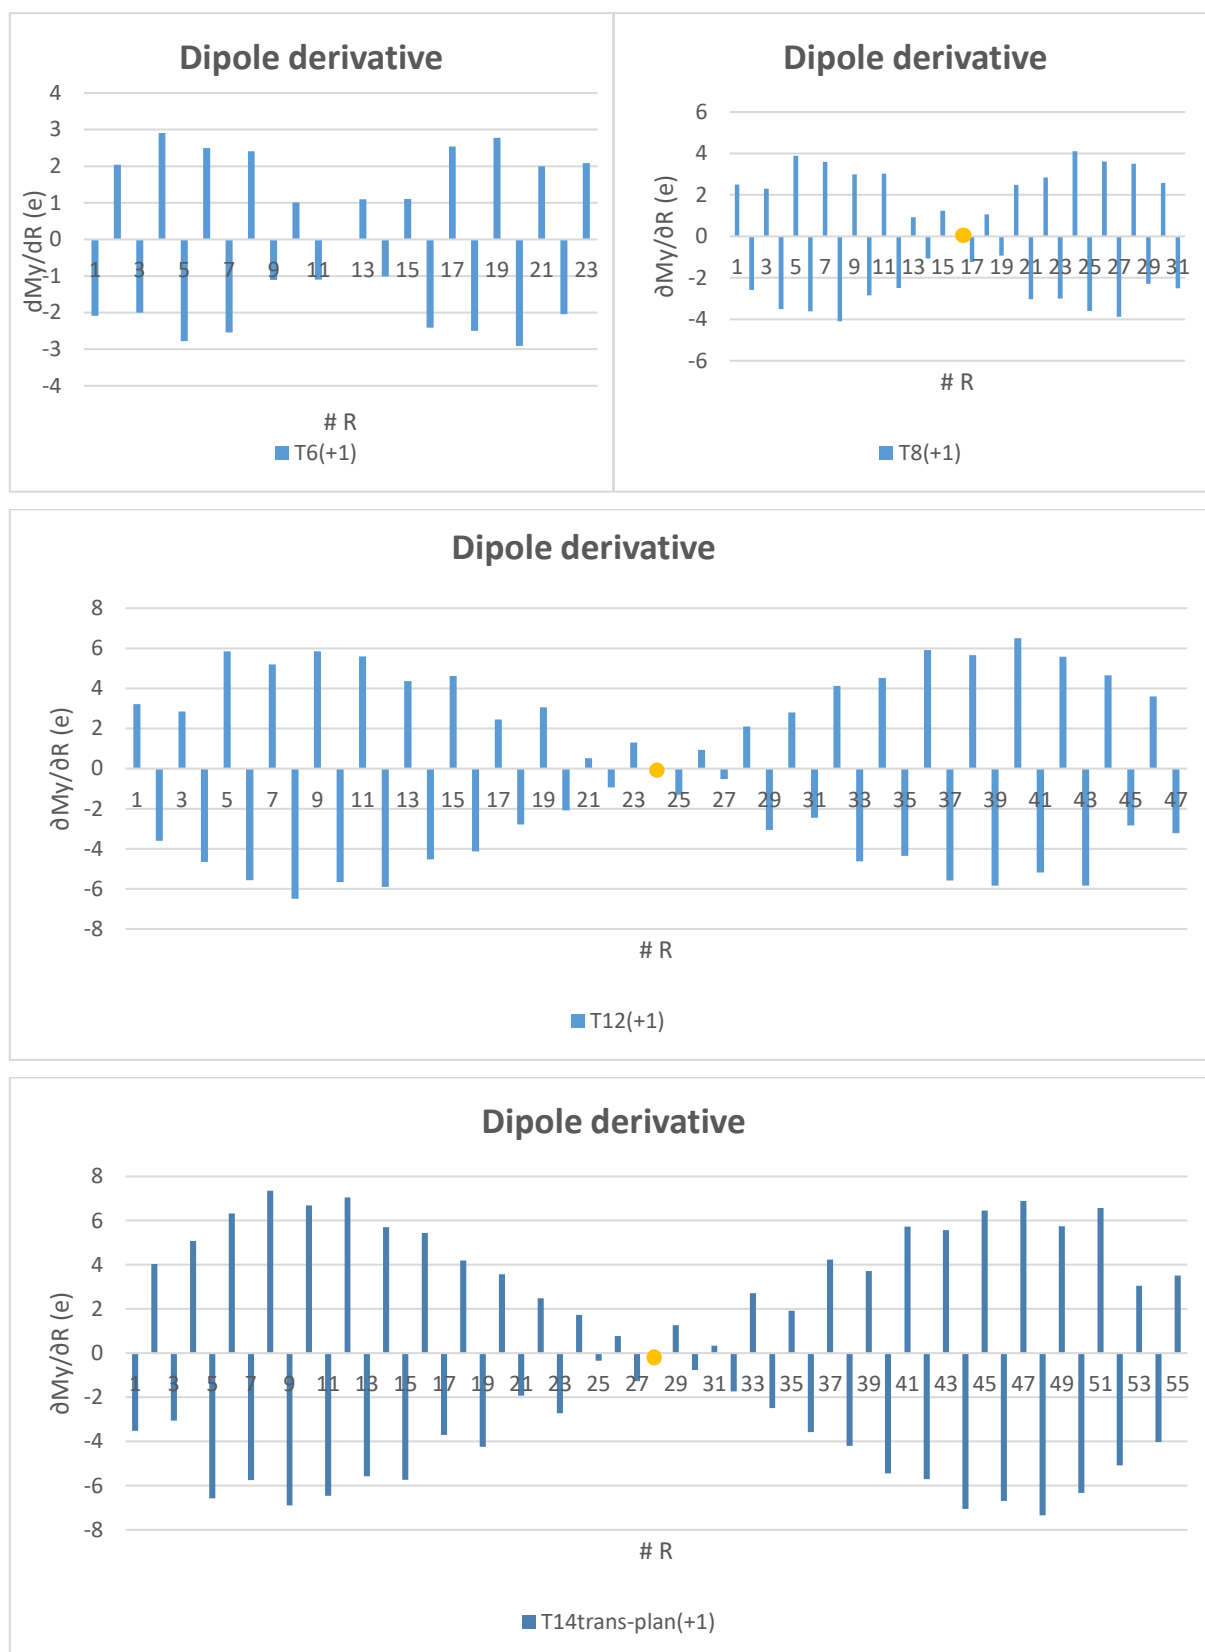 Dipole derivative
4
3
2
1
0
-1
-2
-3
-4
dMy/dR (e)
1 3 5 7 9 11 13 15 17 19 21 23
# R
T6(+1)
Dipole derivative
6
4
2
0
-2
-4
-6
∂My/∂R (e)
1 3 5 7 9 11 13 15 17 19 21 23 25 27 29 31
# R
T8(+1)
Dipole derivative
8
6
4
2
0
-2
-4
-6
-8
∂My/∂R (e)
1 3 5 7 9 11 13 15 17 19 21 23 25 27 29 31 33 35 37 39 41 43 45 47
# R
T12(+1)
Dipole derivative
8
6
4
2
0
-2
-4
-6
-8
∂My/∂R (e)
1 3 5 7 9 11 13 15 17 19 21 23 25 27 29 31 33 35 37 39 41 43 45 47 49 51 53 55
# R
T14trans-plan(+1)